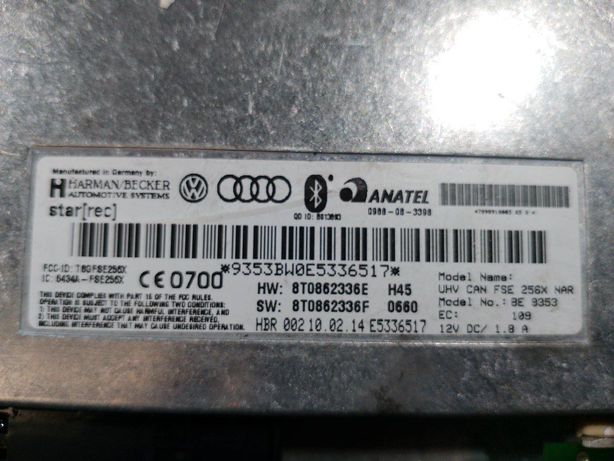 Manufactured in Germany by:
HARMAN/BECKER
AUTOMOTIVE SYSTEMS
ANATEL
0988-08-3398
star[rec]
*9353BW0E5336517*
FCC-ID: T8GFSE256X
IC: 6434A-FSE256X
CE0700
THIS DEVICE COMPLIES WITH PART 15 OF THE FCC RULES.
OPERATION IS SUBJECT TO THE FOLLOWING TWO CONDITIONS:
(1) THIS DEVICE MAY NOT CAUSE HARMFUL INTERFERENCE, AND
(2) THIS DEVICE MUST ACCEPT ANY INTERFERENCE RECEIVED,
INCLUDING INTERFERENCE THAT MAY CAUSE UNDESIRED OPERATION.
HW: 8T0862336E H45
SW: 8T0862336F 0660
HBR 002 10.02.14 E5336517
Model Name:
UHV CAN FSE 256X NAR
Model No.: BE 9353
EC: 109
12V DC/ 1.8 A